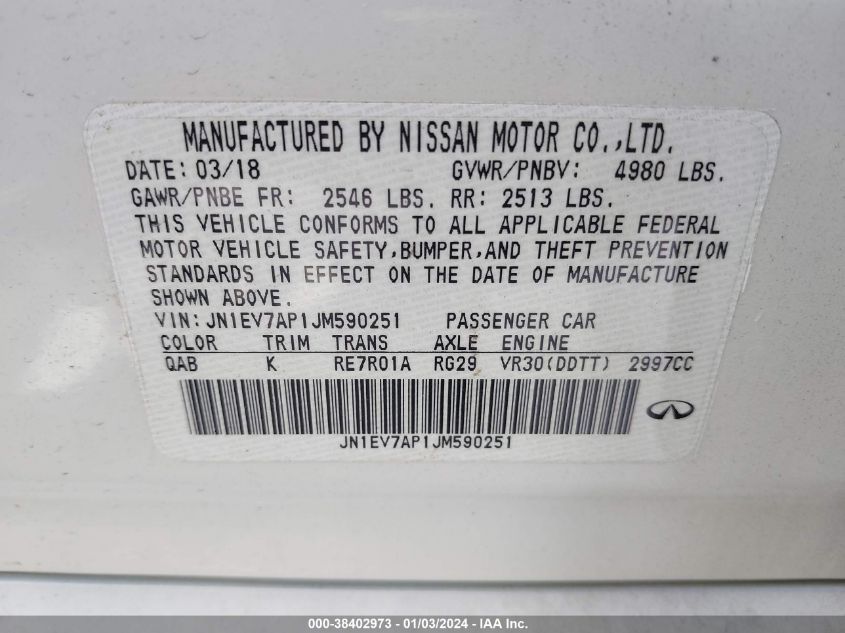 MANUFACTURED BY NISSAN MOTOR CO.,LTD.
DATE: 03/18 GVWR/PNBV: 4980 LBS.
GAWR/PNBE FR: 2546 LBS. RR: 2513 LBS.
THIS VEHICLE CONFORMS TO ALL APPLICABLE FEDERAL
MOTOR VEHICLE SAFETY,BUMPER,AND THEFT PREVENTION
STANDARDS IN EFFECT ON THE DATE OF MANUFACTURE
SHOWN ABOVE.
VIN:JN1EV7AP1JM590251 PASSENGER CAR
COLOR TRIM TRANS AXLE ENGINE
QAB K RE7R01A RG29 VR30(DDTT) 2997CC
JN1EV7AP1JM590251
000-38402973 - 01/03/2024 - IAA Inc.